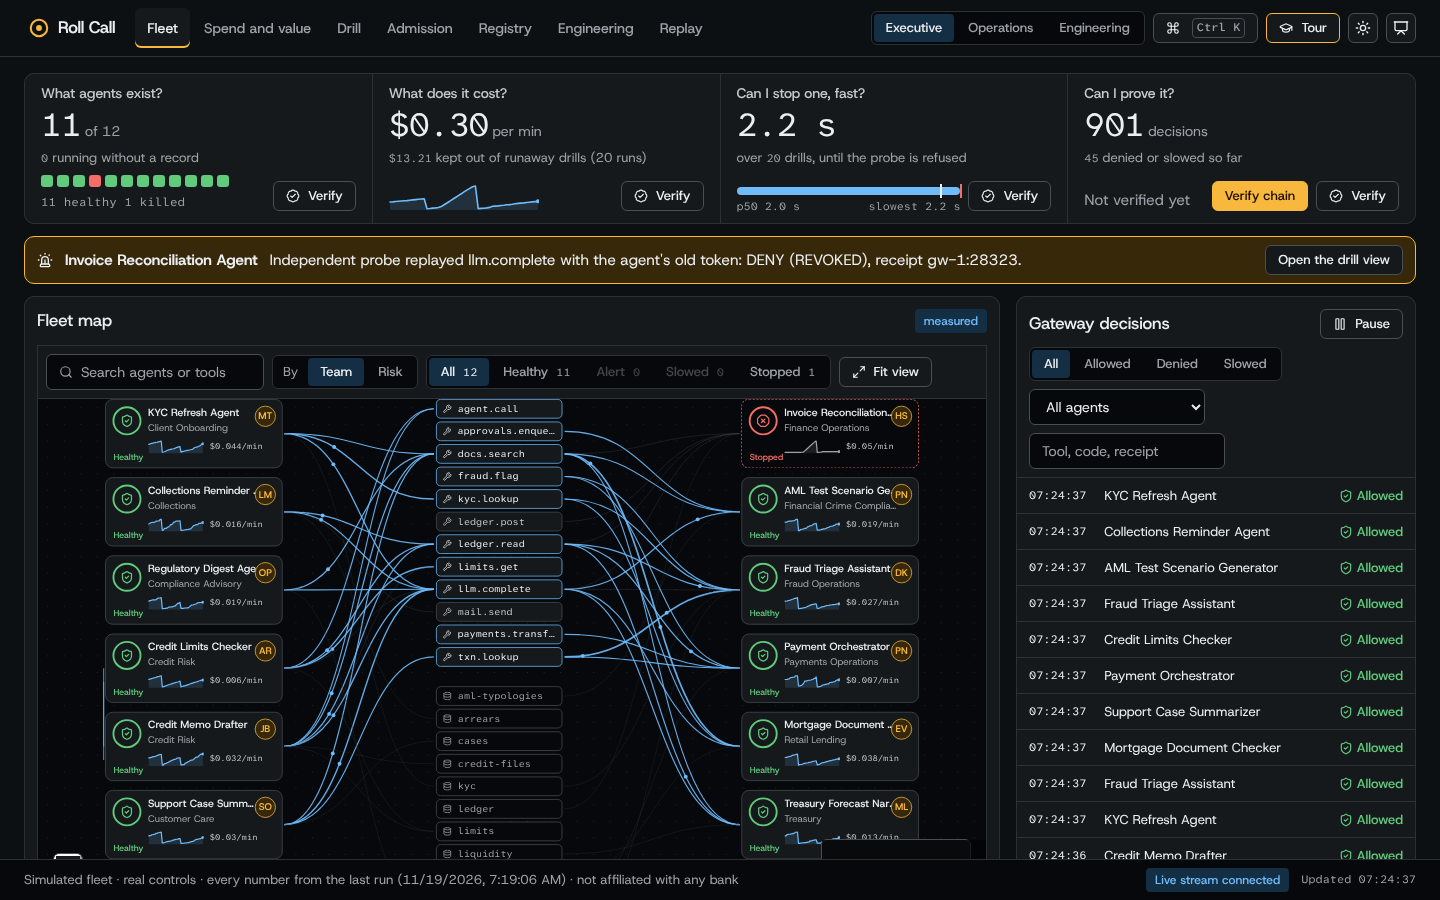 Roll Call
Fleet
Spend and value
Drill
Admission
Registry
Engineering
Replay
Executive
Operations
Engineering
⌘ Ctrl K
Tour
What agents exist?
11 of 12
0 running without a record
11 healthy 1 killed
Verify
What does it cost?
$0.30 per min
$13.21 kept out of runaway drills (20 runs)
Verify
Can I stop one, fast?
2.2 s
over 20 drills, until the probe is refused
p50 2.0 s
slowest 2.2 s
Verify
Can I prove it?
901 decisions
45 denied or slowed so far
Not verified yet
Verify chain
Verify
Invoice Reconciliation Agent Independent probe replayed llm.complete with the agent's old token: DENY (REVOKED), receipt gw-1:28323.
Open the drill view
Fleet map
measured
Search agents or tools
By
Team
Risk
All 12
Healthy 11
Alert 0
Slowed 0
Stopped 1
Fit view
KYC Refresh Agent
MT
Client Onboarding
$0.044/min
Healthy
Collections Reminder
LM
Collections
$0.016/min
Healthy
Regulatory Digest Age
OP
Compliance Advisory
$0.019/min
Healthy
Credit Limits Checker
AR
Credit Risk
$0.006/min
Healthy
Credit Memo Drafter
JB
Credit Risk
$0.032/min
Healthy
Support Case Summ…
SO
Customer Care
$0.03/min
Healthy
agent.call
approvals.enque…
docs.search
fraud.flag
kyc.lookup
ledger.post
ledger.read
limits.get
llm.complete
mail.send
payments.transf…
txn.lookup
aml-typologies
arrears
cases
credit-files
kyc
ledger
limits
liquidity
Invoice Reconciliation…
HS
Finance Operations
$0.05/min
Stopped
AML Test Scenario Ge
PN
Financial Crime Complia…
$0.019/min
Healthy
Fraud Triage Assistant
DK
Fraud Operations
$0.027/min
Healthy
Payment Orchestrator
PN
Payments Operations
$0.007/min
Healthy
Mortgage Document …
EV
Retail Lending
$0.038/min
Healthy
Treasury Forecast Nar
ML
Treasury
$0.013/min
Healthy
Gateway decisions
Pause
All
Allowed
Denied
Slowed
All agents
Tool, code, receipt
07:24:37 KYC Refresh Agent Allowed
07:24:37 Collections Reminder Agent Allowed
07:24:37 AML Test Scenario Generator Allowed
07:24:37 Fraud Triage Assistant Allowed
07:24:37 Credit Limits Checker Allowed
07:24:37 Payment Orchestrator Allowed
07:24:37 Support Case Summarizer Allowed
07:24:37 Mortgage Document Checker Allowed
07:24:37 Fraud Triage Assistant Allowed
07:24:37 KYC Refresh Agent Allowed
07:24:36 Credit Memo Drafter Allowed
Simulated fleet · real controls · every number from the last run (11/19/2026, 7:19:06 AM) · not affiliated with any bank
Live stream connected
Updated 07:24:37